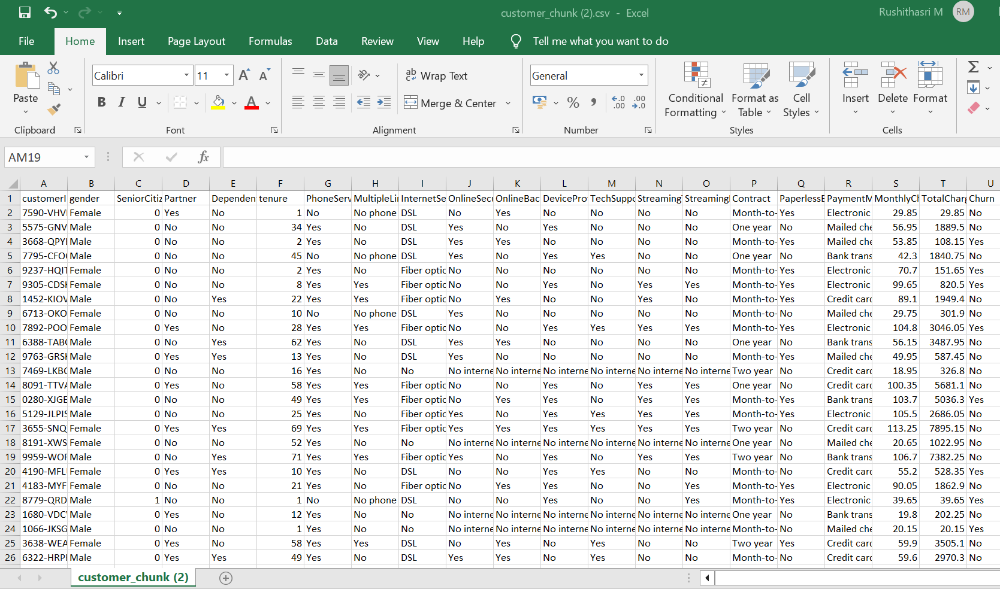 customer_chunk (2).csv - Excel
Rushithasri M
RM
File Home Insert Page Layout Formulas Data Review View Help Tell me what you want to do
Paste
Clipboard
Calibri 11
A A
B I U A
Font
ab c Wrap Text
Merge & Center
Alignment
General
% , .0 .00 .00 .0
Number
Conditional Formatting
Format as Table
Cell Styles
Styles
Insert Delete Format
Cells
Σ
AM19 fx
A B C D E F G H I J K L M N O P Q R S T U
1 customerI gender SeniorCitiz Partner Dependen tenure PhoneServ MultipleLin InternetSe OnlineSecu OnlineBac DevicePro TechSuppo Streaming Streaming Contract PaperlessB PaymentM MonthlyCh TotalCharg Churn
2 7590-VHV Female 0 Yes No 1 No No phone DSL No Yes No No No No Month-to- Yes Electronic 29.85 29.85 No
3 5575-GNV Male 0 No No 34 Yes No DSL Yes No Yes No No No One year No Mailed che 56.95 1889.5 No
4 3668-QPY Male 0 No No 2 Yes No DSL Yes Yes No No No No Month-to- Yes Mailed che 53.85 108.15 Yes
5 7795-CFO Male 0 No No 45 No No phone DSL Yes No Yes Yes No No One year No Bank trans 42.3 1840.75 No
6 9237-HQIT Female 0 No No 2 Yes No Fiber optic No No No No No No Month-to- Yes Electronic 70.7 151.65 Yes
7 9305-CDSK Female 0 No No 8 Yes Yes Fiber optic No No Yes No Yes Yes Month-to- Yes Electronic 99.65 820.5 Yes
8 1452-KIOV Male 0 No Yes 22 Yes Yes Fiber optic No Yes No No Yes No Month-to- Yes Credit card 89.1 1949.4 No
9 6713-OKO Female 0 No No 10 No No phone DSL Yes No No No No No Month-to- No Mailed che 29.75 301.9 No
10 7892-POO Female 0 Yes No 28 Yes Yes Fiber optic No No Yes Yes Yes Yes Month-to- Yes Electronic 104.8 3046.05 Yes
11 6388-TAB Male 0 No Yes 62 Yes No DSL Yes Yes No No No No One year No Bank trans 56.15 3487.95 No
12 9763-GRSK Male 0 Yes Yes 13 Yes No DSL Yes No No No No No Month-to- Yes Mailed che 49.95 587.45 No
13 7469-LKBC Male 0 No No 16 Yes No No No interne No interne No interne No interne No interne No interne Two year No Credit card 18.95 326.8 No
14 8091-TTVA Male 0 Yes No 58 Yes Yes Fiber optic No No Yes No Yes Yes One year No Credit card 100.35 5681.1 No
15 0280-XJGE Male 0 No No 49 Yes Yes Fiber optic No Yes Yes No Yes Yes Month-to- Yes Bank trans 103.7 5036.3 Yes
16 5129-JLPIS Male 0 No No 25 Yes No Fiber optic Yes No Yes Yes Yes Yes Month-to- Yes Electronic 105.5 2686.05 No
17 3655-SNQ Female 0 Yes Yes 69 Yes Yes Fiber optic Yes Yes Yes Yes Yes Yes Two year No Credit card 113.25 7895.15 No
18 8191-XWS Female 0 No No 52 Yes No No No interne No interne No interne No interne No interne No interne One year No Mailed che 20.65 1022.95 No
19 9959-WOF Male 0 No Yes 71 Yes Yes Fiber optic Yes No Yes No Yes Yes Two year No Bank trans 106.7 7382.25 No
20 4190-MFL Female 0 Yes Yes 10 Yes No DSL No No Yes Yes No No Month-to- No Credit card 55.2 528.35 Yes
21 4183-MYF Female 0 No No 21 Yes No Fiber optic No Yes Yes No No Yes Month-to- Yes Electronic 90.05 1862.9 No
22 8779-QRD Male 1 No No 1 No No phone DSL No No Yes No No Yes Month-to- Yes Electronic 39.65 39.65 Yes
23 1680-VDC Male 0 Yes No 12 Yes No No No interne No interne No interne No interne No interne No interne One year No Bank trans 19.8 202.25 No
24 1066-JKSG Male 0 No No 1 Yes No No No interne No interne No interne No interne No interne No interne Month-to- No Mailed che 20.15 20.15 Yes
25 3638-WEA Female 0 Yes No 58 Yes Yes DSL No Yes No Yes No No Two year Yes Credit card 59.9 3505.1 No
26 6322-HRP Male 0 Yes Yes 49 Yes No DSL Yes Yes No Yes No No Month-to- No Credit card 59.6 2970.3 No
customer_chunk (2)